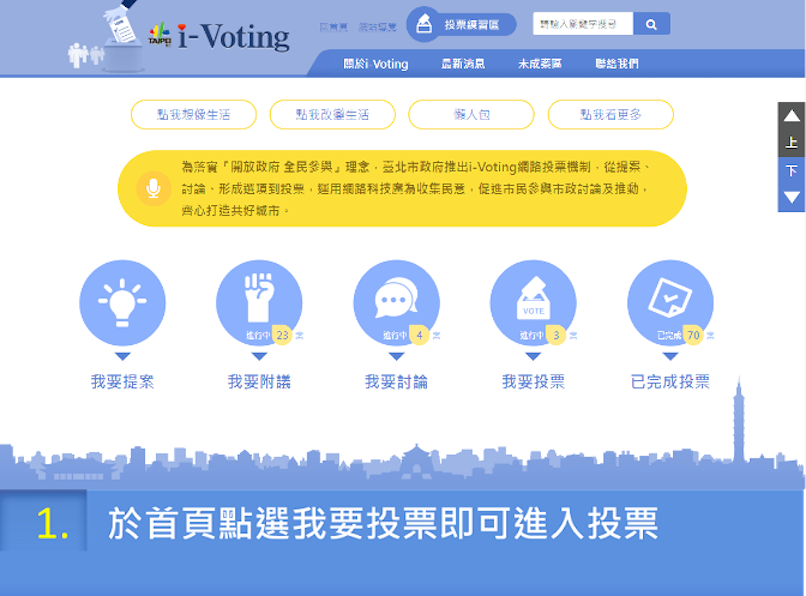 TAIPEI i-Voting
回首頁 網站導覽 投票練習區 請輸入關鍵字搜尋
關於i-Voting 最新消息 未成案區 聯絡我們
點我想像生活 點我改變生活 懶人包 點我看更多
上
下
為落實『開放政府 全民參與』理念，臺北市政府推出i-Voting網路投票機制，從提案、
討論、形成選項到投票，運用網路科技廣為收集民意，促進市民參與市政討論及推動，
齊心打造共好城市。
VOTE
進行中 23 案 進行中 4 案 進行中 3 案 已完成 70 案
我要提案 我要附議 我要討論 我要投票 已完成投票
1. 於首頁點選我要投票即可進入投票